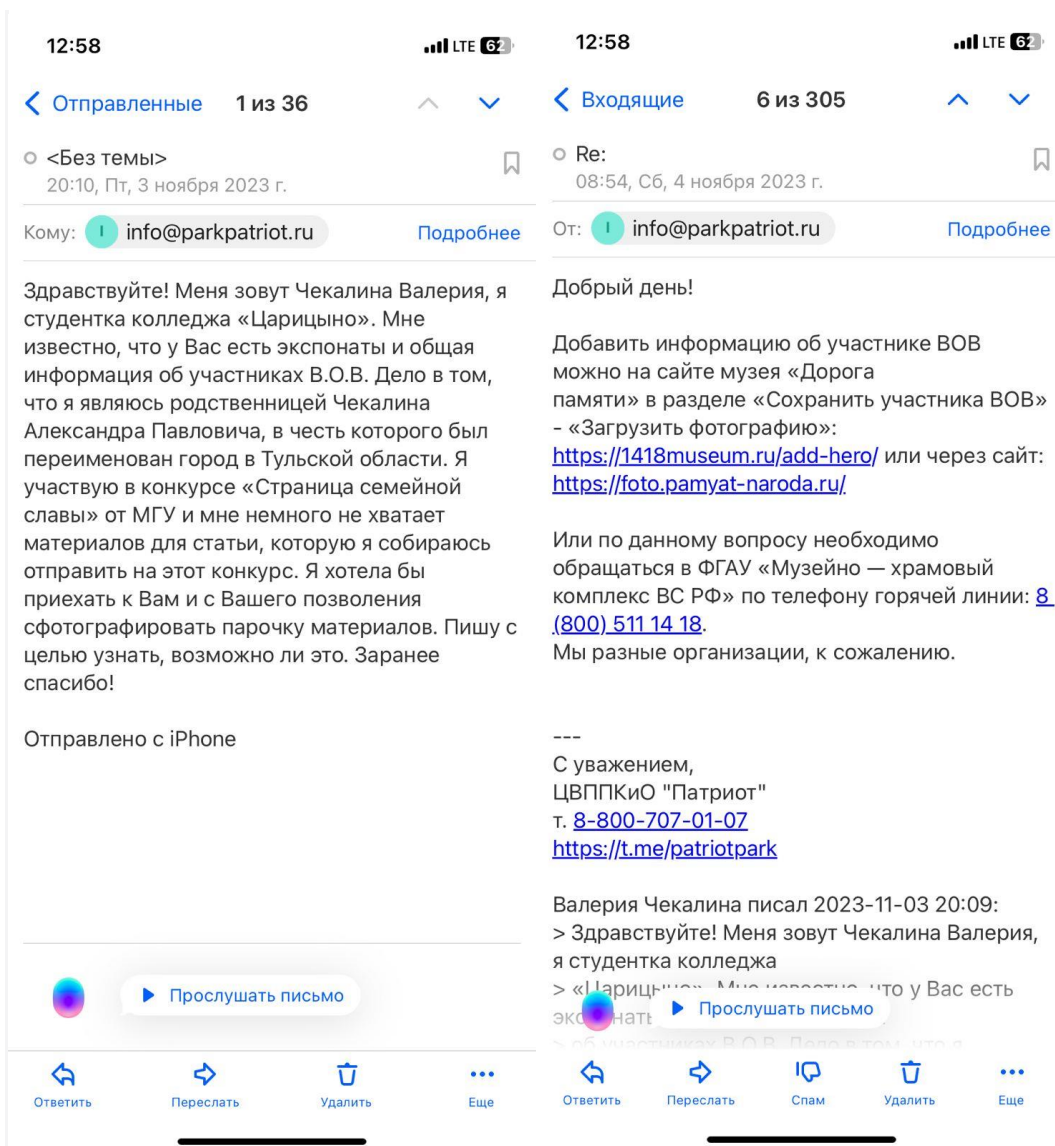 12:58
LTE 62
Отправленные 1 из 36
<Без темы>
20:10, Пт, 3 ноября 2023 г.
Кому: I info@parkpatriot.ru Подробнее
Здравствуйте! Меня зовут Чекалина Валерия, я
студентка колледжа «Царицыно». Мне
известно, что у Вас есть экспонаты и общая
информация об участниках В.О.В. Дело в том,
что я являюсь родственницей Чекалина
Александра Павловича, в честь которого был
переименован город в Тульской области. Я
участвую в конкурсе «Страница семейной
славы» от МГУ и мне немного не хватает
материалов для статьи, которую я собираюсь
отправить на этот конкурс. Я хотела бы
приехать к Вам и с Вашего позволения
сфотографировать парочку материалов. Пишу с
целью узнать, возможно ли это. Заранее
спасибо!
Отправлено с iPhone
Прослушать письмо
Ответить Переслать Удалить Еще
12:58
LTE 62
Входящие 6 из 305
Re:
08:54, Сб, 4 ноября 2023 г.
От: I info@parkpatriot.ru Подробнее
Добрый день!
Добавить информацию об участнике ВОВ
можно на сайте музея «Дорога
памяти» в разделе «Сохранить участника ВОВ»
- «Загрузить фотографию»:
https://1418museum.ru/add-hero/ или через сайт:
https://foto.pamyat-naroda.ru/
Или по данному вопросу необходимо
обращаться в ФГАУ «Музейно — храмовый
комплекс ВС РФ» по телефону горячей линии: 8
(800) 511 14 18.
Мы разные организации, к сожалению.
---
С уважением,
ЦВППКиО "Патриот"
т. 8-800-707-01-07
https://t.me/patriotpark
Валерия Чекалина писал 2023-11-03 20:09:
> Здравствуйте! Меня зовут Чекалина Валерия,
я студентка колледжа
> «Царицыно». Мне известно, что у Вас есть
Прослушать письмо
> об участниках В.О.В. Дело в том, что я
Ответить Переслать Спам Удалить Еще